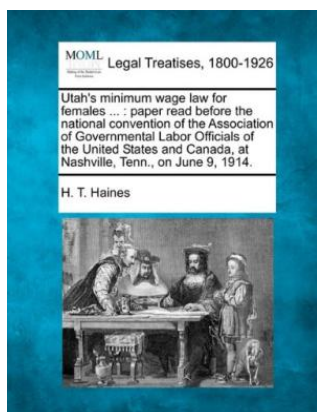 MOML Legal Treatises, 1800-1926
Utah's minimum wage law for
females ... : paper read before the
national convention of the Association
of Governmental Labor Officials of
the United States and Canada, at
Nashville, Tenn., on June 9, 1914.
H. T. Haines